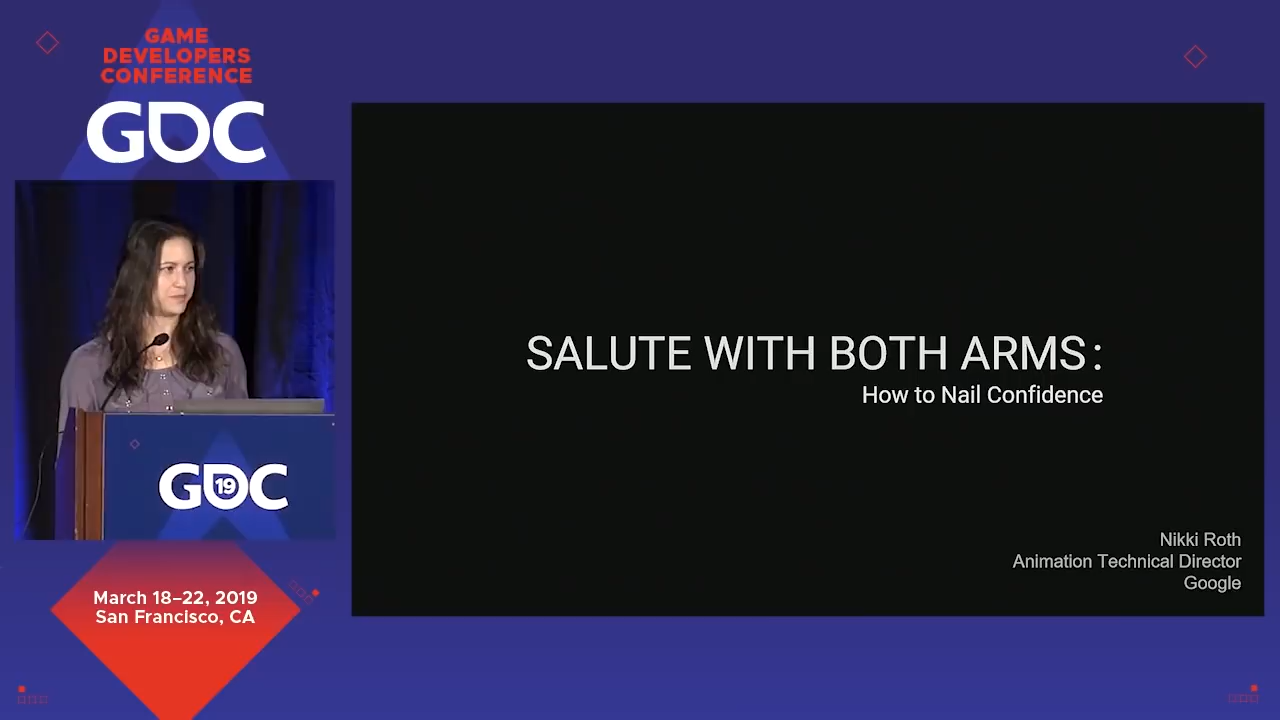 GAME
DEVELOPERS
CONFERENCE
GDC
SALUTE WITH BOTH ARMS:
How to Nail Confidence
Nikki Roth
Animation Technical Director
Google
GDC
19
March 18–22, 2019
San Francisco, CA